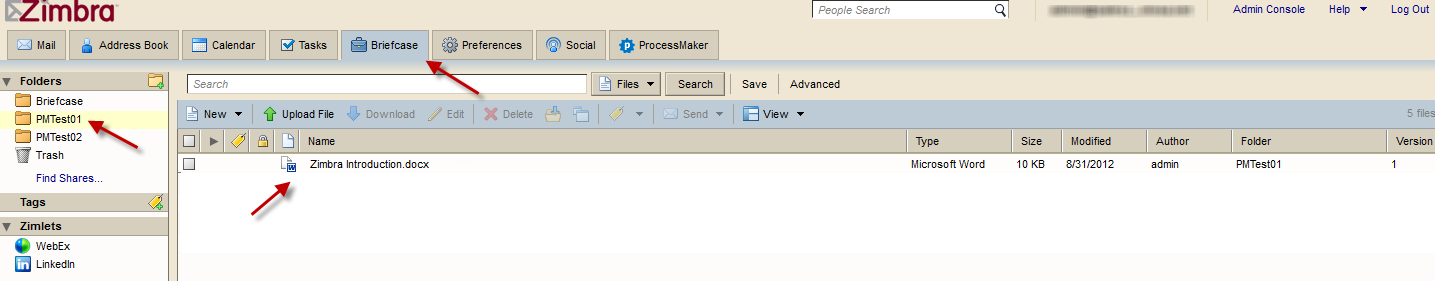 Zimbra
People Search
Admin Console Help Log Out
Mail Address Book Calendar Tasks Briefcase Preferences Social ProcessMaker
Folders
Briefcase
PMTest01
PMTest02
Trash
Find Shares...
Tags
Zimlets
WebEx
LinkedIn
Search Files Search Save Advanced
New Upload File Download Edit Delete Send View 5 files
Name Type Size Modified Author Folder Version
Zimbra Introduction.docx Microsoft Word 10 KB 8/31/2012 admin PMTest01 1